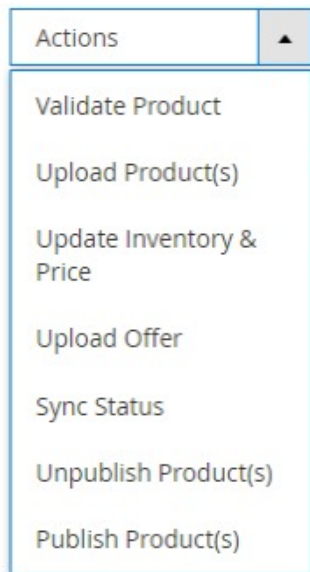 Actions
Validate Product
Upload Product(s)
Update Inventory &
Price
Upload Offer
Sync Status
Unpublish Product(s)
Publish Product(s)